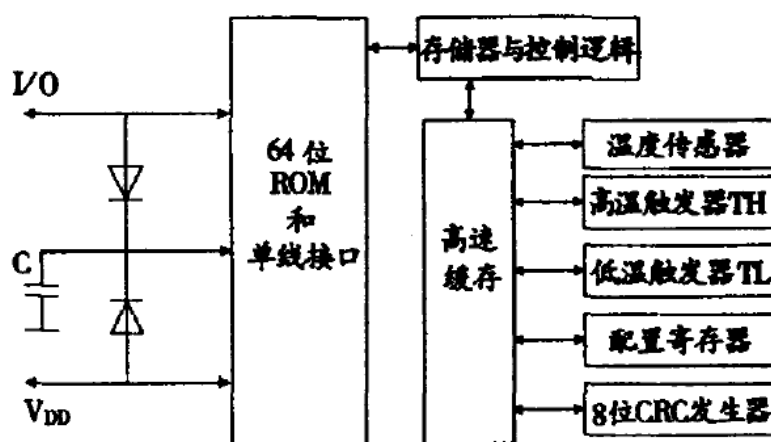 I/O
C
VDD
64位
ROM
和
单线接口
存储器与控制逻辑
高速
缓存
温度传感器
高温触发器TH
低温触发器TL
配置寄存器
8位CRC发生器